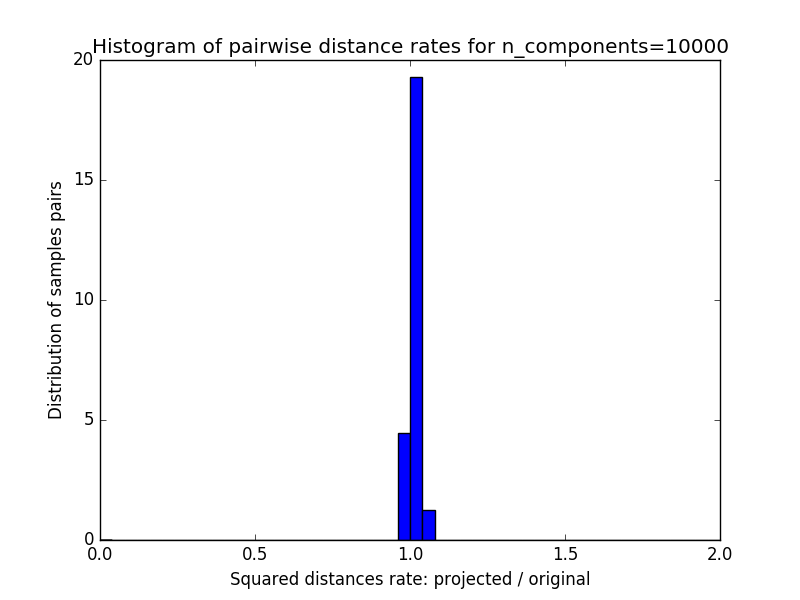 Histogram of pairwise distance rates for n_components=10000
20
15
10
5
0
Distribution of samples pairs
0.0 0.5 1.0 1.5 2.0
Squared distances rate: projected / original